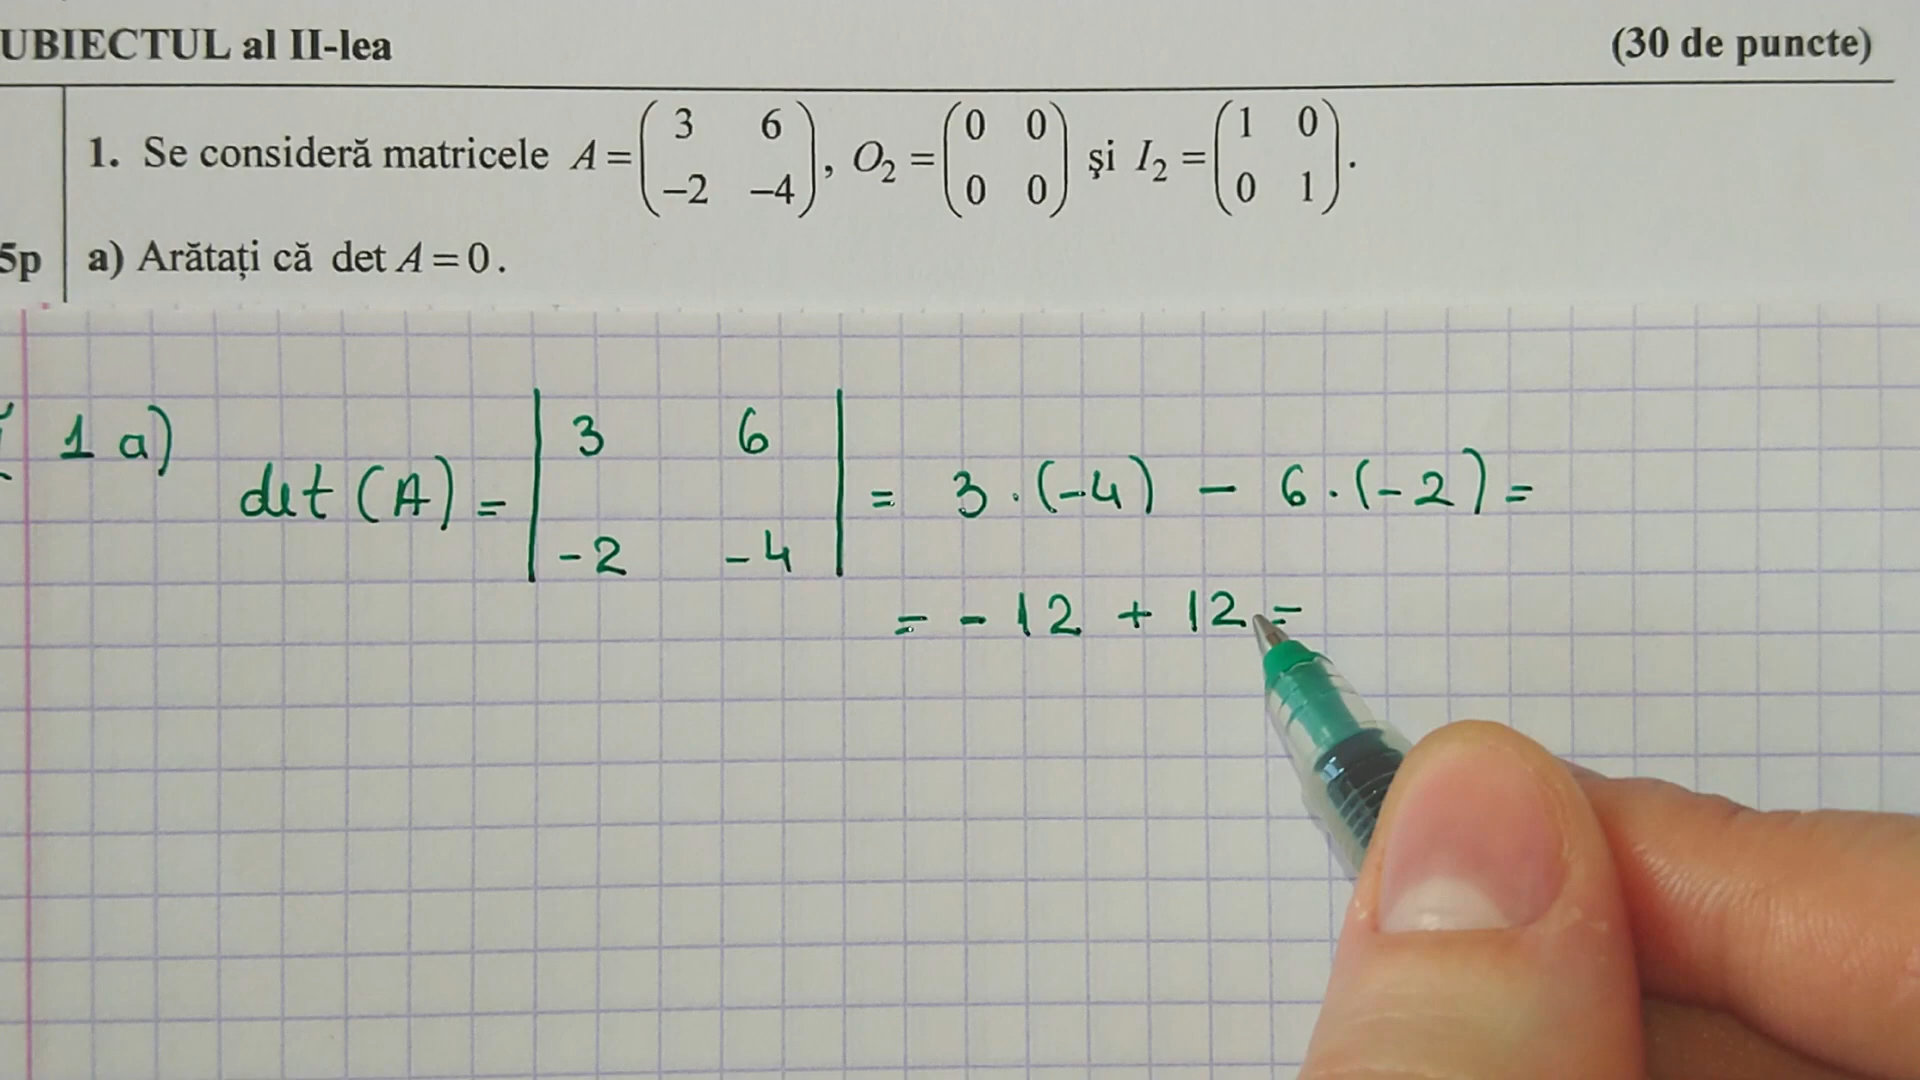 UBIECTUL al II-lea (30 de puncte)
1. Se consideră matricele A = ( 3 6 ; −2 −4 ), O₂ = ( 0 0 ; 0 0 ) şi I₂ = ( 1 0 ; 0 1 ).
5p a) Arătați că det A = 0.
1 a) det (A) = | 3 6 ; -2 -4 | = 3 · (-4) - 6 · (-2) =
= - 12 + 12 =